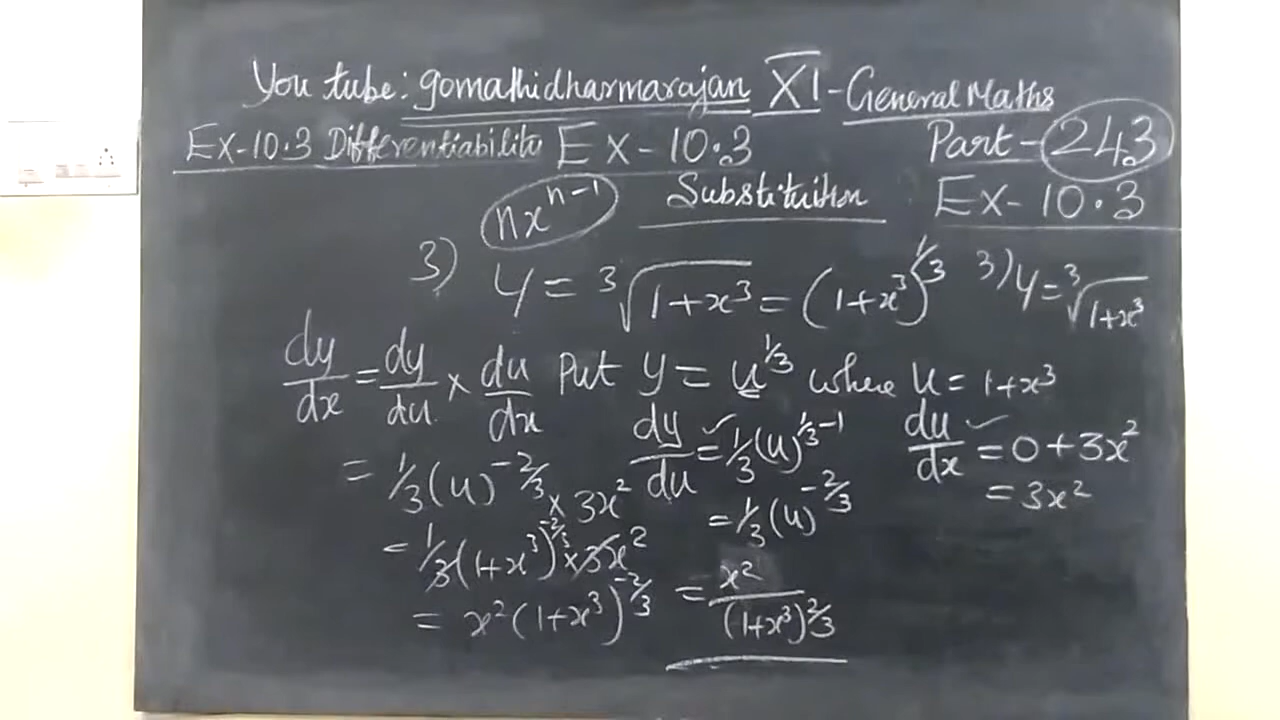 You tube: gomathidharmarajan XI - General Maths
Ex-10.3 Differentiability Ex-10.3 Part-243
nx^{n-1} Substituition Ex-10.3
3) y = ∛(1+x³) = (1+x³)^{1/3} 3) y = ∛(1+x³)
dy/dx = dy/du × du/dx Put y = u^{1/3} where u = 1+x³
dy/du ✓= 1/3 (u)^{1/3-1} du/dx ✓= 0+3x²
= 1/3 (u)^{-2/3} × 3x² = 1/3 (u)^{-2/3} = 3x²
= 1/3 (1+x³)^{-2/3} × 3x²
= x² (1+x³)^{-2/3} = x²/(1+x³)^{2/3}